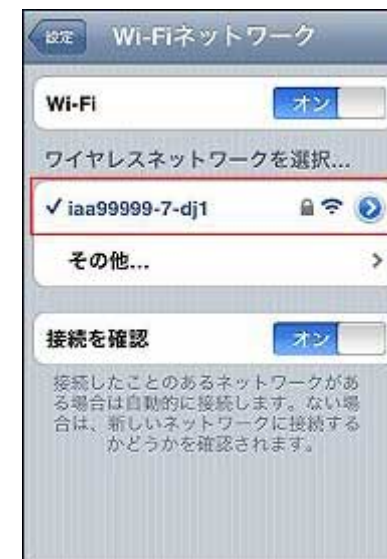 設定 Wi-Fiネットワーク
Wi-Fi オン
ワイヤレスネットワークを選択...
iaa99999-7-dj1
その他...
接続を確認 オン
接続したことのあるネットワークがあ
る場合は自動的に接続します。ない場
合は、新しいネットワークに接続する
かどうかを確認されます。